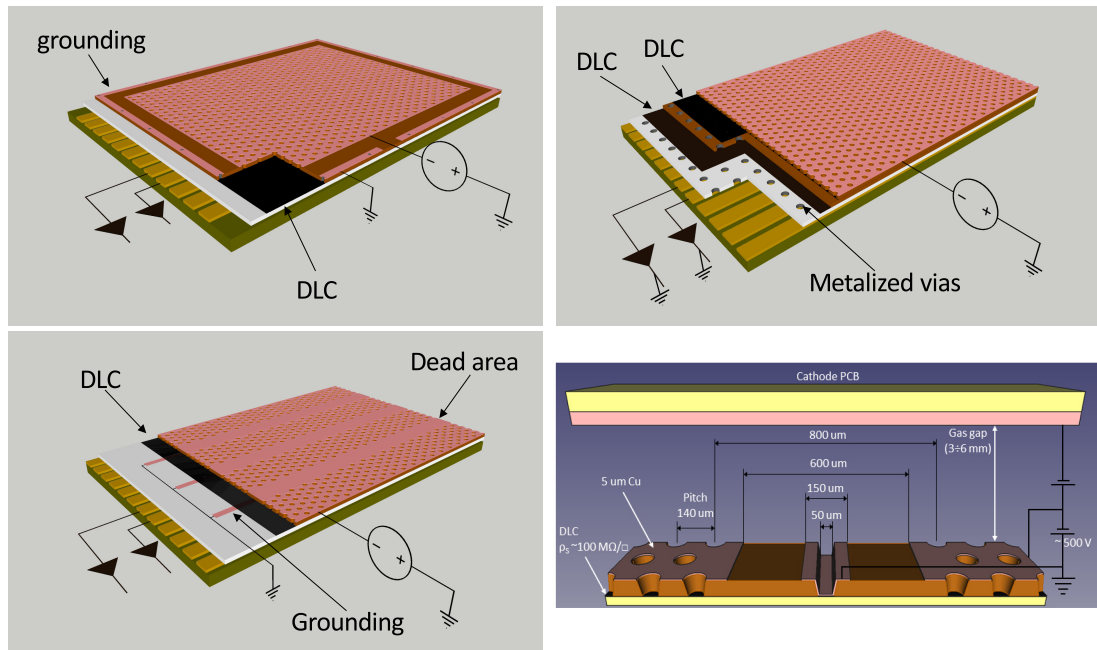 grounding
DLC
- +
DLC
DLC
Metalized vias
- +
DLC
Dead area
Grounding
- +
Cathode PCB
800 um
Gas gap
(3÷6 mm)
600 um
5 um Cu
150 um
Pitch
140 um
50 um
DLC
ρs ~100 MΩ/□
~ 500 V